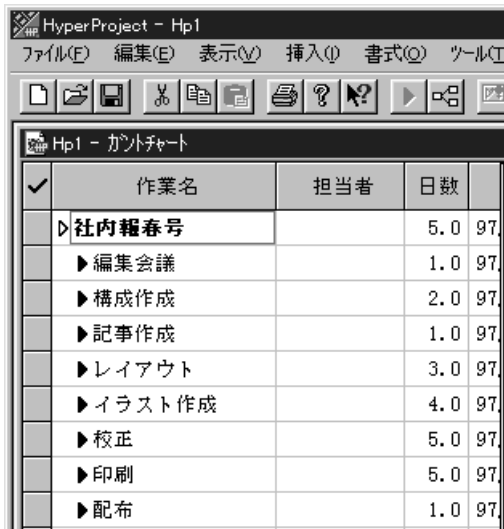 HyperProject - Hp1
ファイル(F) 編集(E) 表示(V) 挿入(I) 書式(O) ツール(T
Hp1 - ガントチャート
作業名 担当者 日数
社内報春号 5.0 97.
編集会議 1.0 97.
構成作成 2.0 97.
記事作成 1.0 97.
レイアウト 3.0 97.
イラスト作成 4.0 97.
校正 5.0 97.
印刷 5.0 97.
配布 1.0 97.